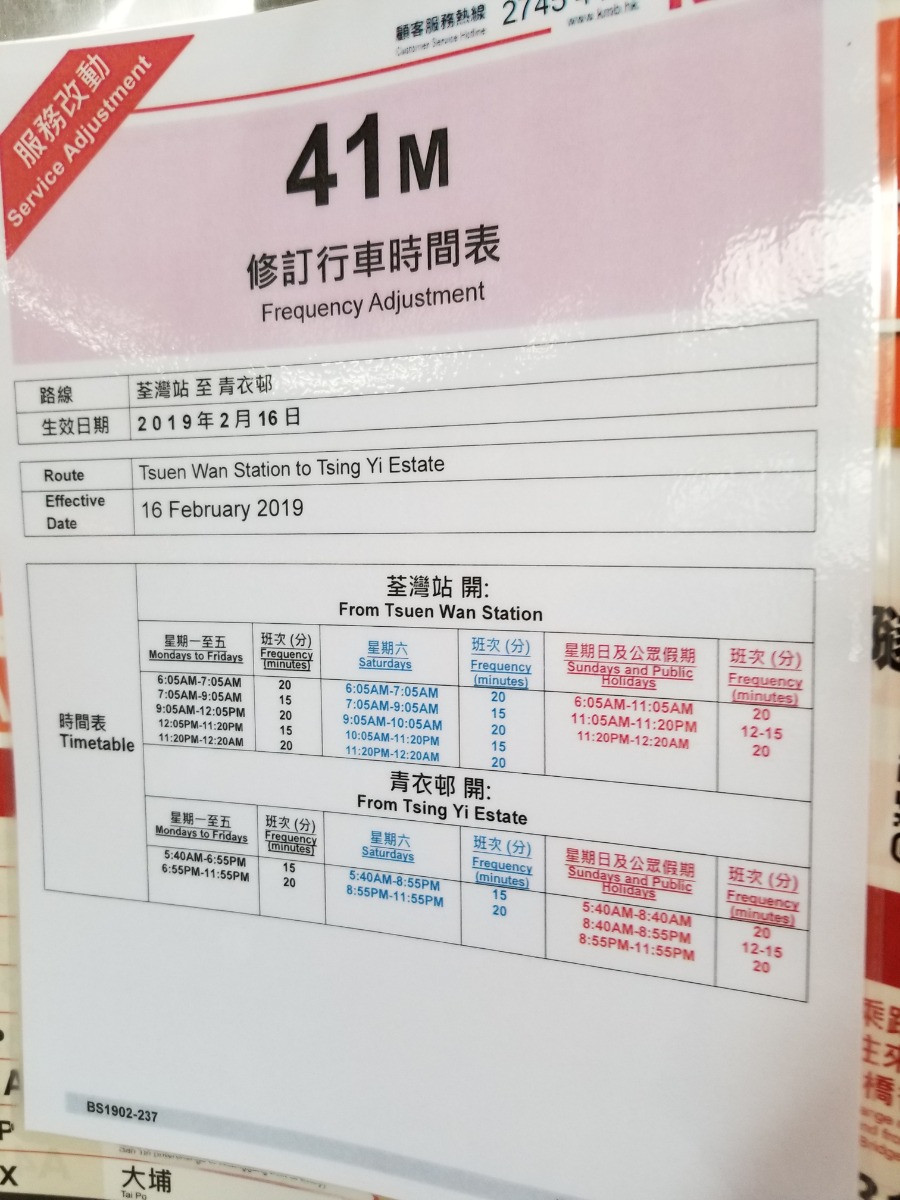 顧客服務熱線 2745
Customer Service Hotline
www.kmb.hk
服務改動
Service Adjustment
41M
修訂行車時間表
Frequency Adjustment
路線 荃灣站 至 青衣邨
生效日期 2019年2月16日
Route Tsuen Wan Station to Tsing Yi Estate
Effective Date 16 February 2019
時間表
Timetable
荃灣站 開:
From Tsuen Wan Station
星期一至五 班次 (分) 星期六 班次 (分) 星期日及公眾假期 班次 (分)
Mondays to Fridays Frequency (minutes) Saturdays Frequency (minutes) Sundays and Public Holidays Frequency (minutes)
6:05AM-7:05AM 20 6:05AM-7:05AM 20 6:05AM-11:05AM 20
7:05AM-9:05AM 15 7:05AM-9:05AM 15 11:05AM-11:20PM 12-15
9:05AM-12:05PM 20 9:05AM-10:05AM 20 11:20PM-12:20AM 20
12:05PM-11:20PM 15 10:05AM-11:20PM 15
11:20PM-12:20AM 20 11:20PM-12:20AM 20
青衣邨 開:
From Tsing Yi Estate
星期一至五 班次 (分) 星期六 班次 (分) 星期日及公眾假期 班次 (分)
Mondays to Fridays Frequency (minutes) Saturdays Frequency (minutes) Sundays and Public Holidays Frequency (minutes)
5:40AM-6:55PM 15 5:40AM-8:55PM 15 5:40AM-8:40AM 20
6:55PM-11:55PM 20 8:55PM-11:55PM 20 8:40AM-8:55PM 12-15
8:55PM-11:55PM 20
BS1902-237
大埔
Tai Po